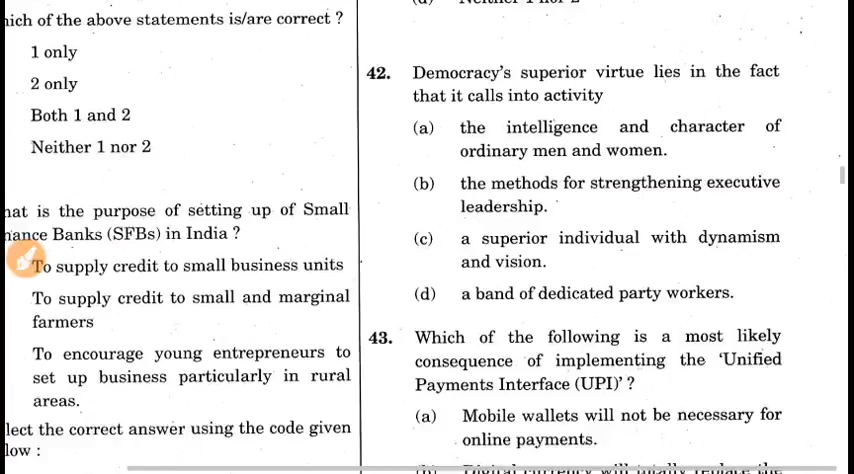 ich of the above statements is/are correct ?
1 only
2 only
Both 1 and 2
Neither 1 nor 2
at is the purpose of setting up of Small
ance Banks (SFBs) in India ?
To supply credit to small business units
To supply credit to small and marginal
farmers
To encourage young entrepreneurs to
set up business particularly in rural
areas.
lect the correct answer using the code given
low :
42. Democracy's superior virtue lies in the fact
that it calls into activity
(a) the intelligence and character of
ordinary men and women.
(b) the methods for strengthening executive
leadership.
(c) a superior individual with dynamism
and vision.
(d) a band of dedicated party workers.
43. Which of the following is a most likely
consequence of implementing the 'Unified
Payments Interface (UPI)' ?
(a) Mobile wallets will not be necessary for
online payments.